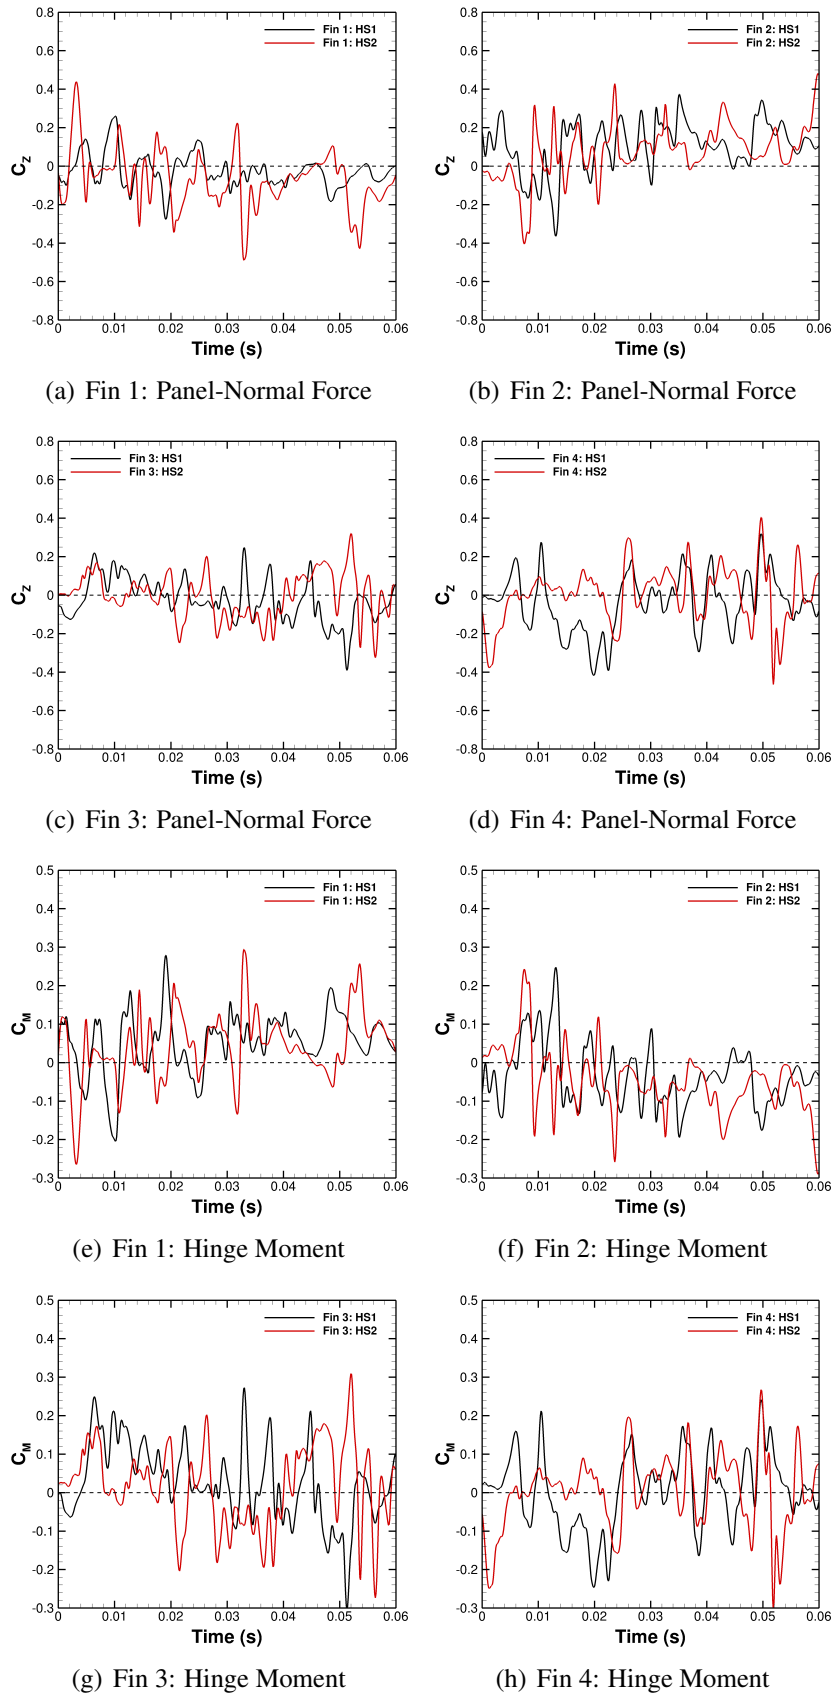 0.8
0.6
0.4
0.2
0
-0.2
-0.4
-0.6
-0.8
C_Z
Fin 1: HS1
Fin 1: HS2
0 0.01 0.02 0.03 0.04 0.05 0.06
Time (s)
(a) Fin 1: Panel-Normal Force
0.8
0.6
0.4
0.2
0
-0.2
-0.4
-0.6
-0.8
C_Z
Fin 2: HS1
Fin 2: HS2
0 0.01 0.02 0.03 0.04 0.05 0.06
Time (s)
(b) Fin 2: Panel-Normal Force
0.8
0.6
0.4
0.2
0
-0.2
-0.4
-0.6
-0.8
C_Z
Fin 3: HS1
Fin 3: HS2
0 0.01 0.02 0.03 0.04 0.05 0.06
Time (s)
(c) Fin 3: Panel-Normal Force
0.8
0.6
0.4
0.2
0
-0.2
-0.4
-0.6
-0.8
C_Z
Fin 4: HS1
Fin 4: HS2
0 0.01 0.02 0.03 0.04 0.05 0.06
Time (s)
(d) Fin 4: Panel-Normal Force
0.5
0.4
0.3
0.2
0.1
0
-0.1
-0.2
-0.3
C_M
Fin 1: HS1
Fin 1: HS2
0 0.01 0.02 0.03 0.04 0.05 0.06
Time (s)
(e) Fin 1: Hinge Moment
0.5
0.4
0.3
0.2
0.1
0
-0.1
-0.2
-0.3
C_M
Fin 2: HS1
Fin 2: HS2
0 0.01 0.02 0.03 0.04 0.05 0.06
Time (s)
(f) Fin 2: Hinge Moment
0.5
0.4
0.3
0.2
0.1
0
-0.1
-0.2
-0.3
C_M
Fin 3: HS1
Fin 3: HS2
0 0.01 0.02 0.03 0.04 0.05 0.06
Time (s)
(g) Fin 3: Hinge Moment
0.5
0.4
0.3
0.2
0.1
0
-0.1
-0.2
-0.3
C_M
Fin 4: HS1
Fin 4: HS2
0 0.01 0.02 0.03 0.04 0.05 0.06
Time (s)
(h) Fin 4: Hinge Moment